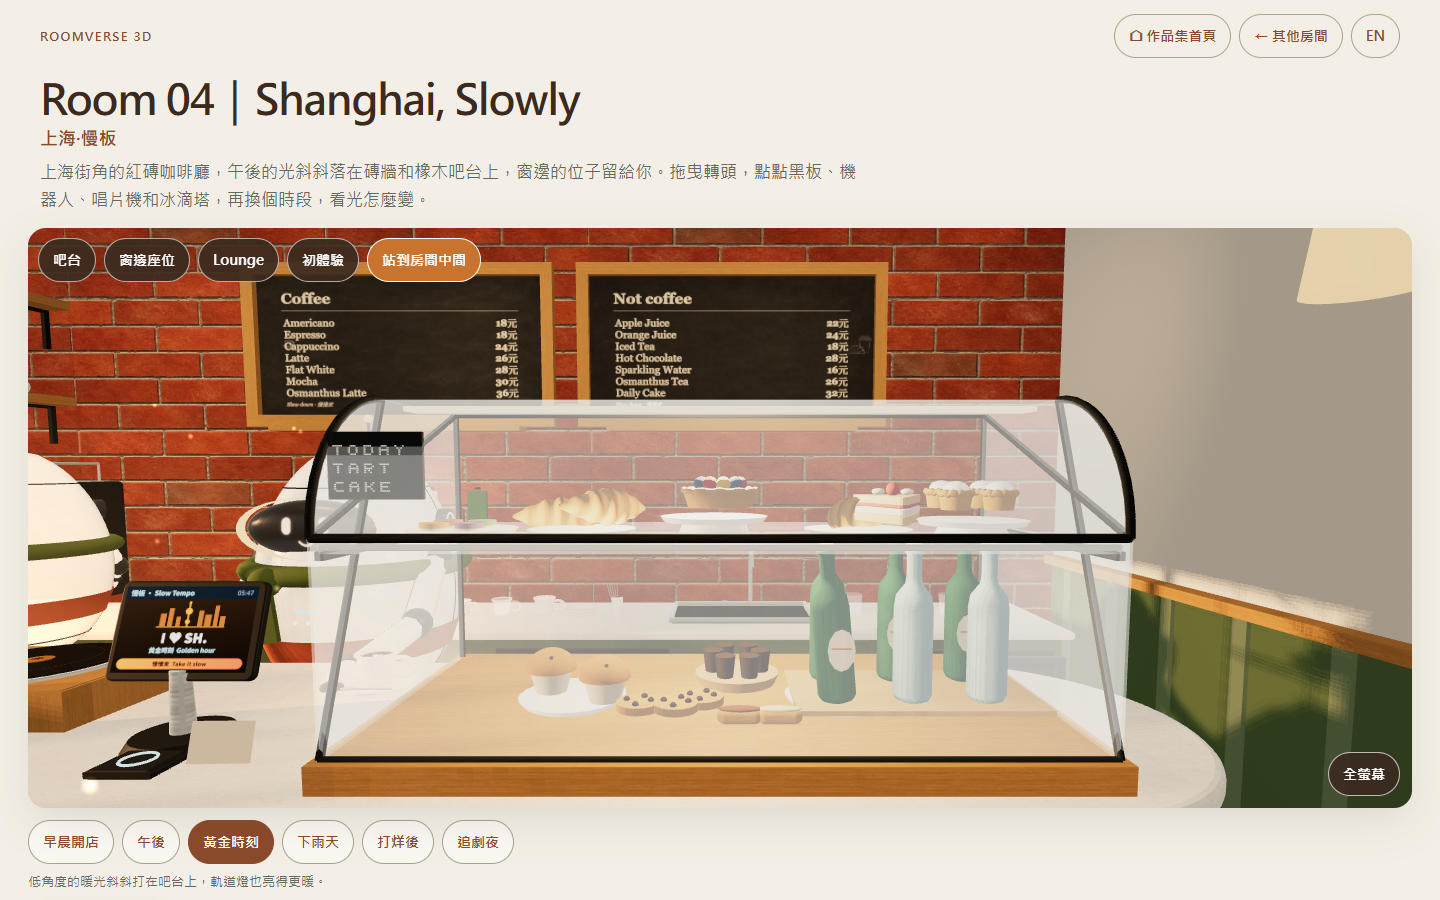 ROOMVERSE 3D
作品集首頁
← 其他房間
EN
Room 04 | Shanghai, Slowly
上海·慢板
上海街角的紅磚咖啡廳，午後的光斜斜落在磚牆和橡木吧台上，窗邊的位子留給你。拖曳轉頭，點點黑板、機
器人、唱片機和冰滴塔，再換個時段，看光怎麼變。
吧台
窗邊座位
Lounge
初體驗
站到房間中間
Coffee
Americano 18元
Espresso 18元
Cappuccino 24元
Latte 26元
Flat White 28元
Mocha 30元
Osmanthus Latte 36元
Not coffee
Apple Juice 22元
Orange Juice 24元
Iced Tea 18元
Hot Chocolate 28元
Sparkling Water 16元
Osmanthus Tea 26元
Daily Cake 32元
TODAY
TART
CAKE
慢板 • Slow Tempo 05:47
I ♥ SH.
黃金時刻 Golden hour
慢慢來 Take it slow
全螢幕
早晨開店
午後
黃金時刻
下雨天
打烊後
追劇夜
低角度的暖光斜斜打在吧台上，軌道燈也亮得更暖。